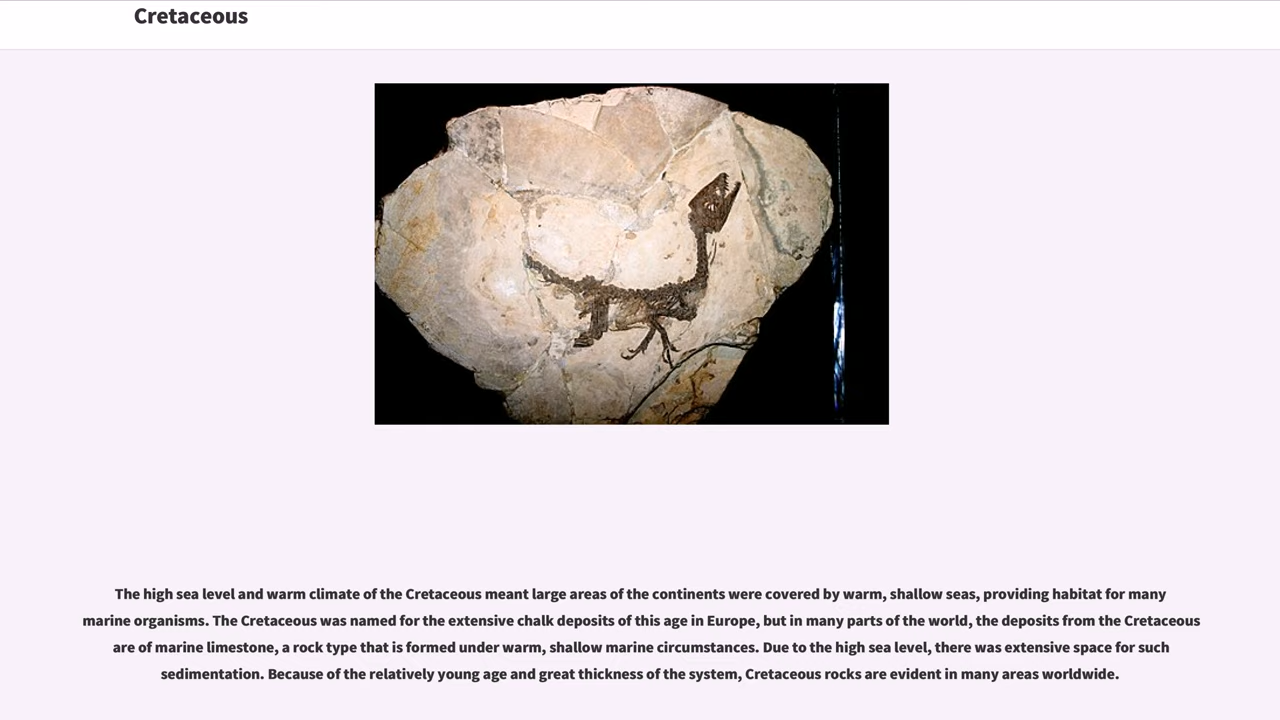 Cretaceous
The high sea level and warm climate of the Cretaceous meant large areas of the continents were covered by warm, shallow seas, providing habitat for many
marine organisms. The Cretaceous was named for the extensive chalk deposits of this age in Europe, but in many parts of the world, the deposits from the Cretaceous
are of marine limestone, a rock type that is formed under warm, shallow marine circumstances. Due to the high sea level, there was extensive space for such
sedimentation. Because of the relatively young age and great thickness of the system, Cretaceous rocks are evident in many areas worldwide.